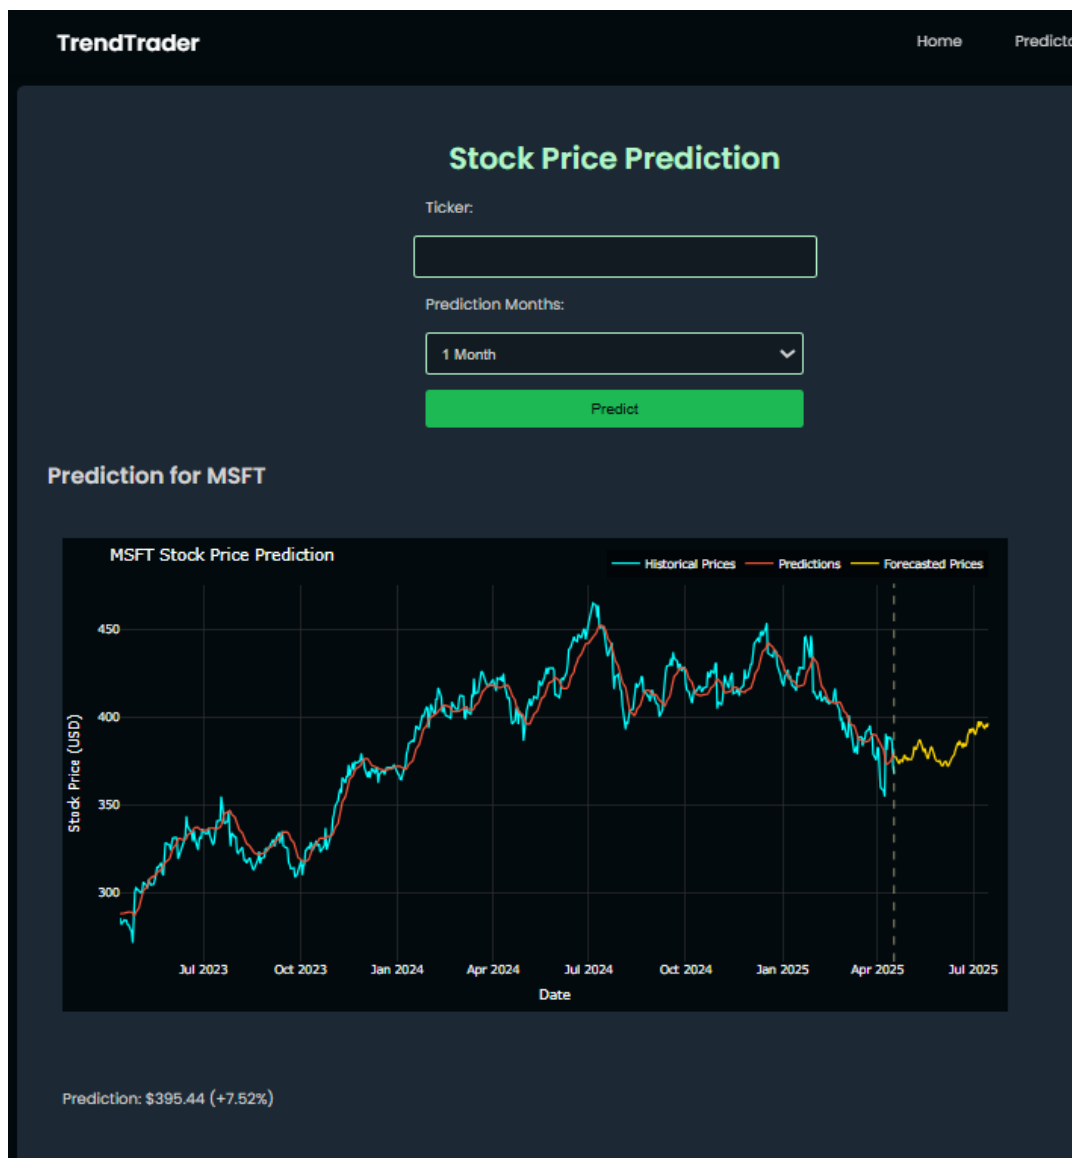 TrendTrader Home
Stock Price Prediction
Ticker:
Prediction Months:
1 Month
Predict
Prediction for MSFT
MSFT Stock Price Prediction
Historical Prices Predictions Forecasted Prices
450
400
350
300
Stock Price (USD)
Jul 2023 Oct 2023 Jan 2024 Apr 2024 Jul 2024 Oct 2024 Jan 2025 Apr 2025 Jul 2025
Date
Prediction: $395.44 (+7.52%)